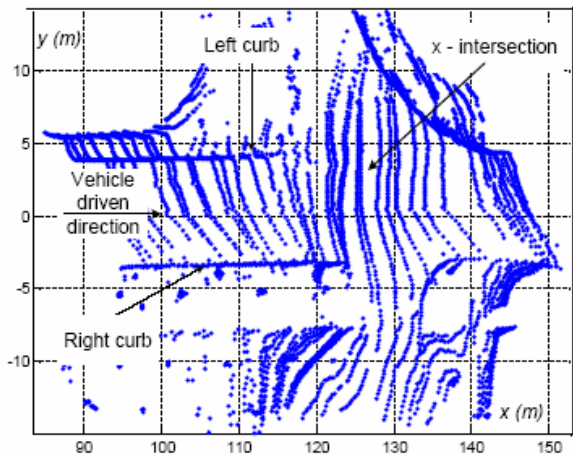 y (m)
Left curb
x - intersection
10
5
Vehicle
driven
direction
0
-5
Right curb
-10
x (m)
90 100 110 120 130 140 150